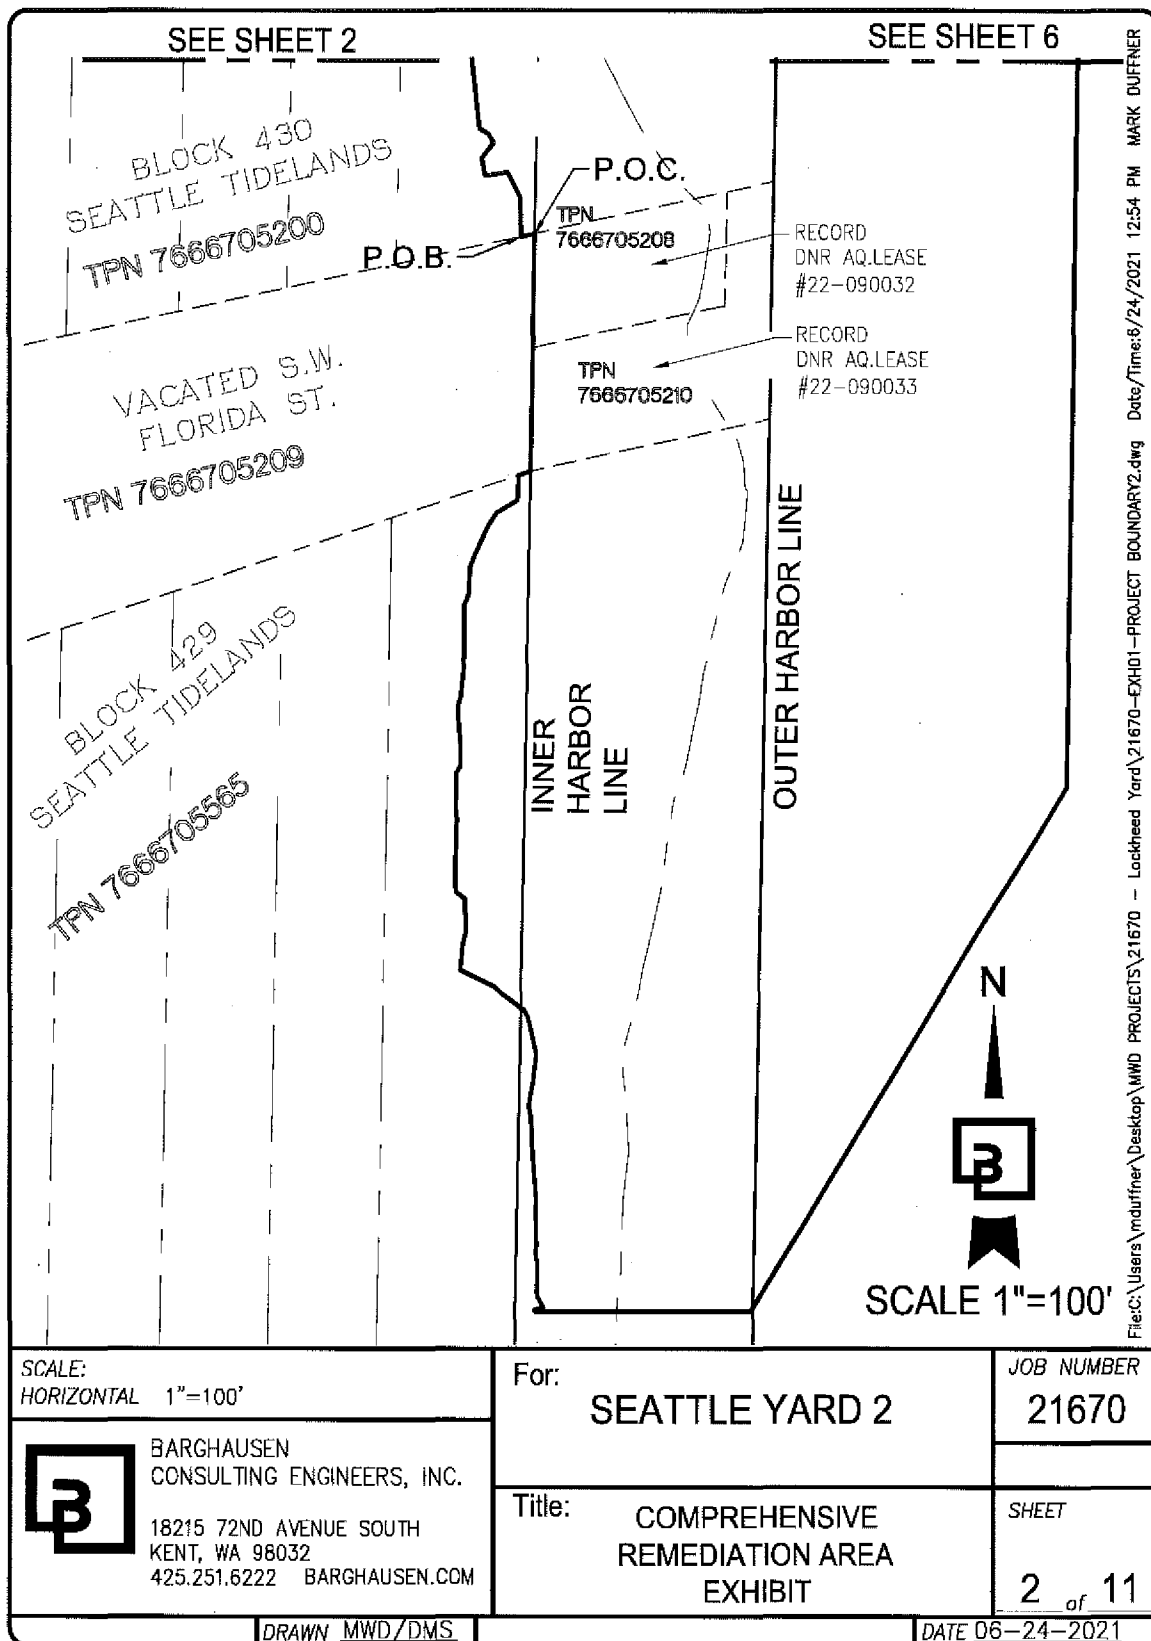 SEE SHEET 2
SEE SHEET 6
BLOCK 430
SEATTLE TIDELANDS
TPN 7666705200
P.O.C.
P.O.B.
TPN
7666705208
RECORD
DNR AQ.LEASE
#22-090032
RECORD
DNR AQ.LEASE
#22-090033
TPN
7666705210
VACATED S.W.
FLORIDA ST.
TPN 7666705209
BLOCK 429
SEATTLE TIDELANDS
TPN 7666705565
INNER
HARBOR
LINE
OUTER HARBOR LINE
N
B
SCALE 1"=100'
File:C:\Users\mduffner\Desktop\MWD PROJECTS\21670 - Lockheed Yard\21670-EXH01-PROJECT BOUNDARY2.dwg Date/Time:6/24/2021 12:54 PM MARK DUFFNER
SCALE:
HORIZONTAL 1"=100'
B
BARGHAUSEN
CONSULTING ENGINEERS, INC.
18215 72ND AVENUE SOUTH
KENT, WA 98032
425.251.6222 BARGHAUSEN.COM
For:
SEATTLE YARD 2
JOB NUMBER
21670
Title:
COMPREHENSIVE
REMEDIATION AREA
EXHIBIT
SHEET
2 of 11
DRAWN MWD/DMS
DATE 06-24-2021